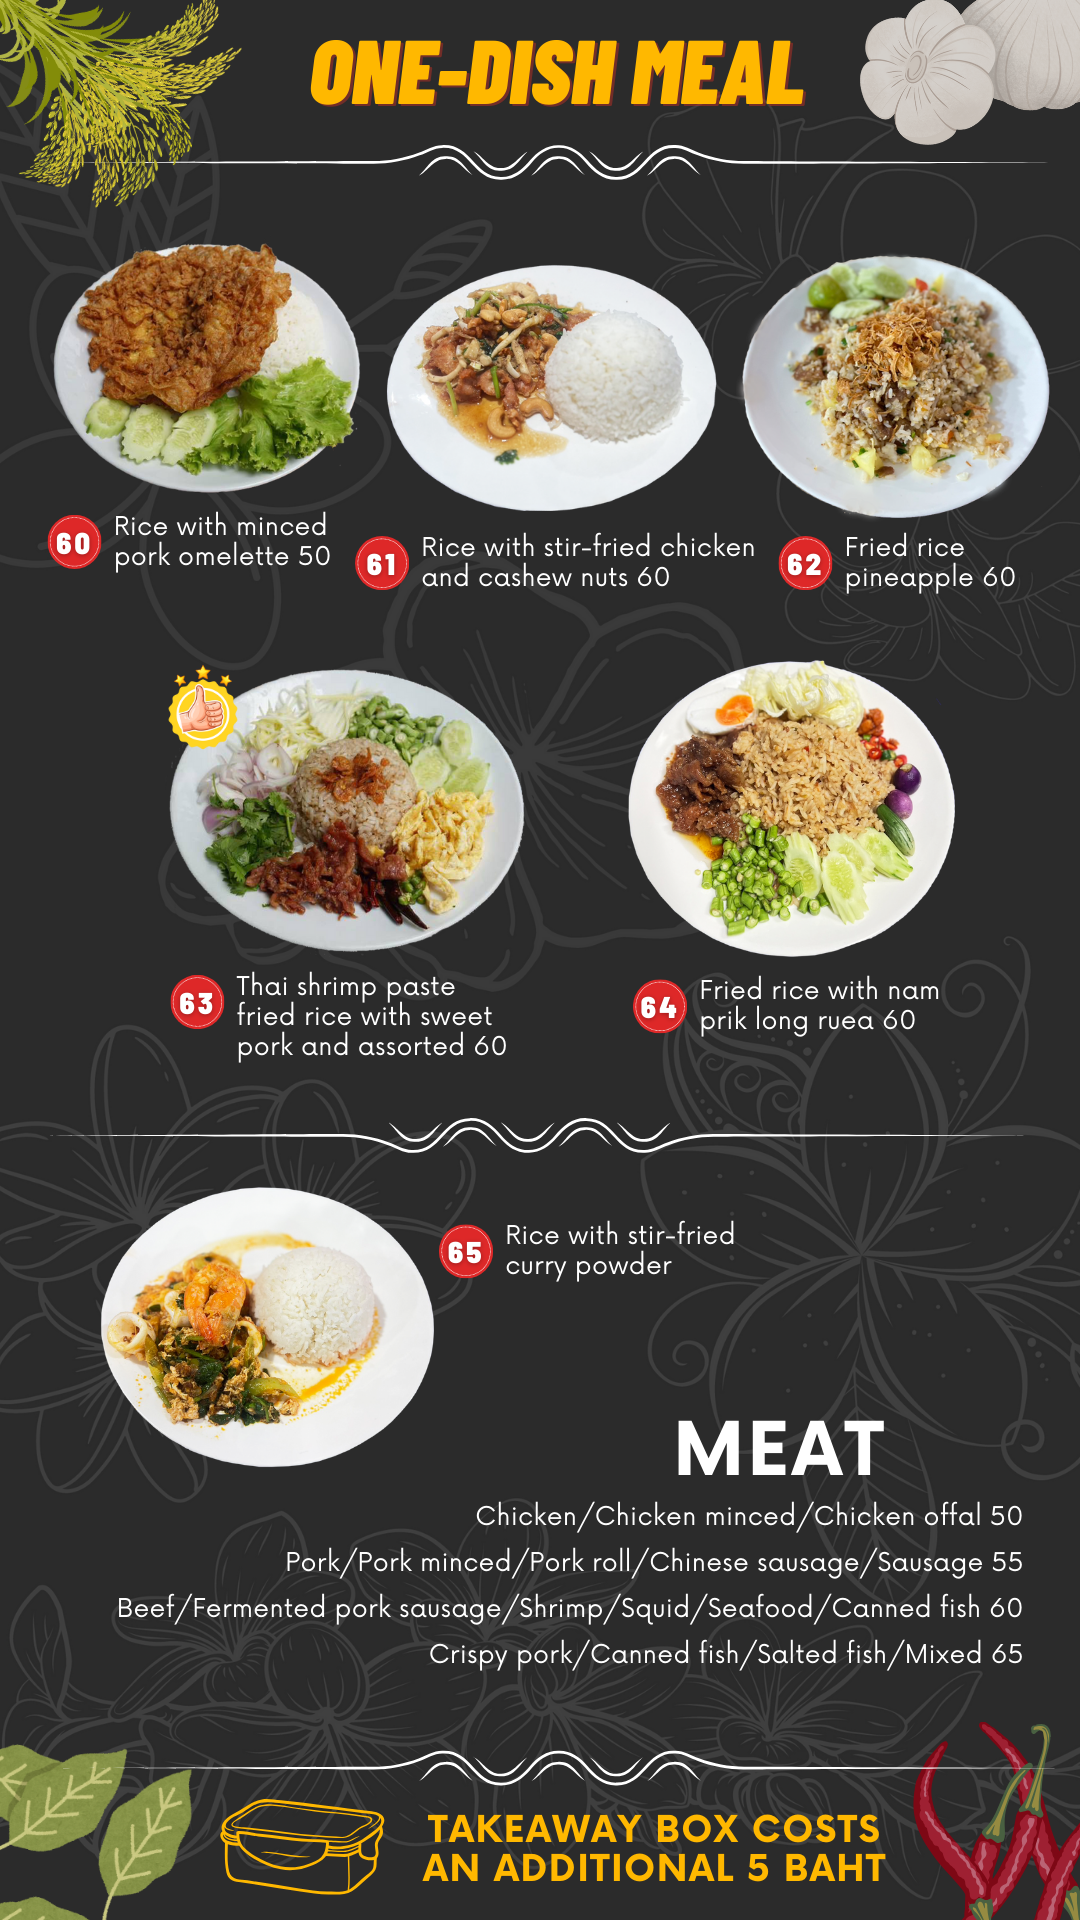 ONE-DISH MEAL
60 Rice with minced
pork omelette 50
61 Rice with stir-fried chicken
and cashew nuts 60
62 Fried rice
pineapple 60
63 Thai shrimp paste
fried rice with sweet
pork and assorted 60
64 Fried rice with nam
prik long ruea 60
65 Rice with stir-fried
curry powder
MEAT
Chicken/Chicken minced/Chicken offal 50
Pork/Pork minced/Pork roll/Chinese sausage/Sausage 55
Beef/Fermented pork sausage/Shrimp/Squid/Seafood/Canned fish 60
Crispy pork/Canned fish/Salted fish/Mixed 65
TAKEAWAY BOX COSTS
AN ADDITIONAL 5 BAHT